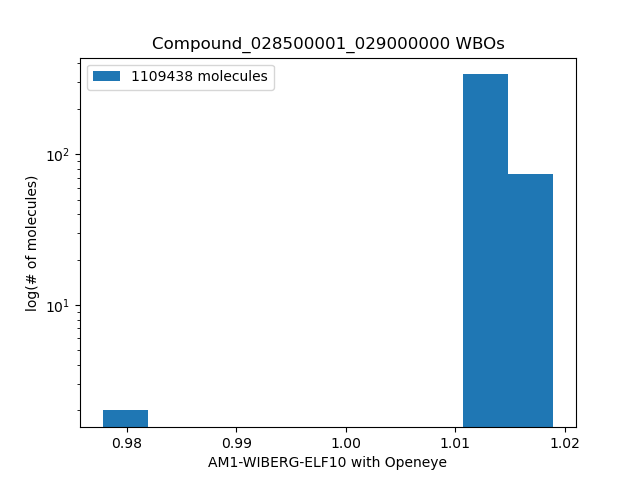 Compound_028500001_029000000 WBOs
1109438 molecules
log(# of molecules)
10²
10¹
0.98 0.99 1.00 1.01 1.02
AM1-WIBERG-ELF10 with Openeye